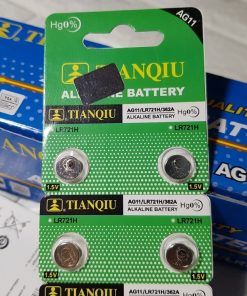 Hg0%
AG11
TIANQIU
ALKALINE BATTERY
TIANQIU
AG11/LR721H/362A
ALKALINE BATTERY
Hg0%
LR721H
LR721H
1.5V
1.5V
TIANQIU
AG11/LR721H/362A
ALKALINE BATTERY
Hg0%
LR721H
LR721H
1.5V
1.5V
AG11/LR721H/362A